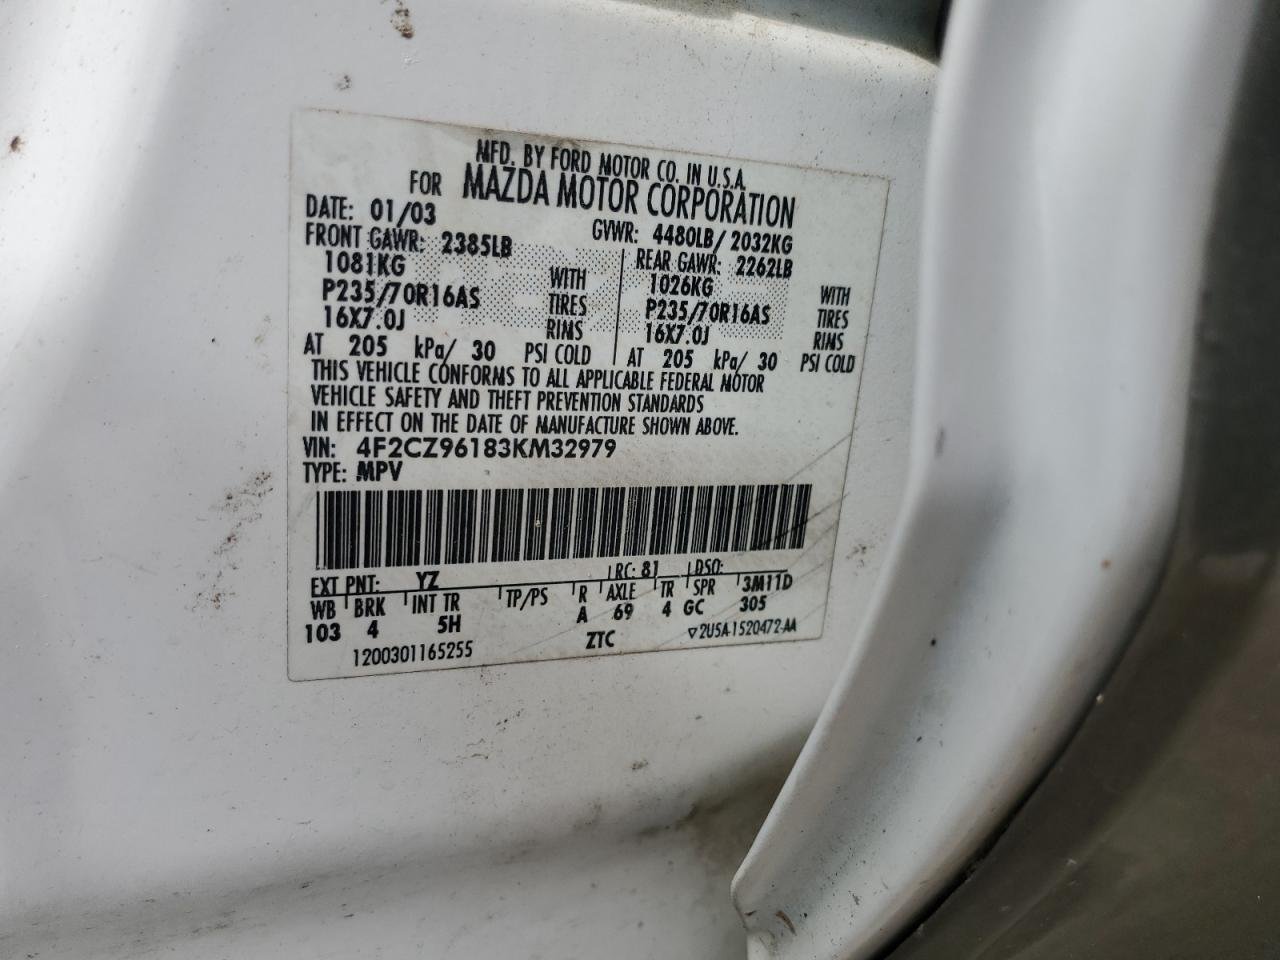 MFD. BY FORD MOTOR CO. IN U.S.A.
FOR MAZDA MOTOR CORPORATION
DATE: 01/03 GVWR: 4480LB/ 2032KG
FRONT GAWR: 2385LB REAR GAWR: 2262LB
1081KG WITH 1026KG WITH
P235/70R16AS TIRES P235/70R16AS TIRES
16X7.0J RIMS 16X7.0J RIMS
AT 205 kPa/ 30 PSI COLD AT 205 kPa/ 30 PSI COLD
THIS VEHICLE CONFORMS TO ALL APPLICABLE FEDERAL MOTOR
VEHICLE SAFETY AND THEFT PREVENTION STANDARDS
IN EFFECT ON THE DATE OF MANUFACTURE SHOWN ABOVE.
VIN: 4F2CZ96183KM32979
TYPE: MPV
EXT PNT: YZ RC: 81 DSO:
WB BRK INT TR TP/PS R AXLE TR SPR 3M11D
103 4 5H A 69 4 GC 305
1200301165255 ZTC ▽2U5A-1520472-AA